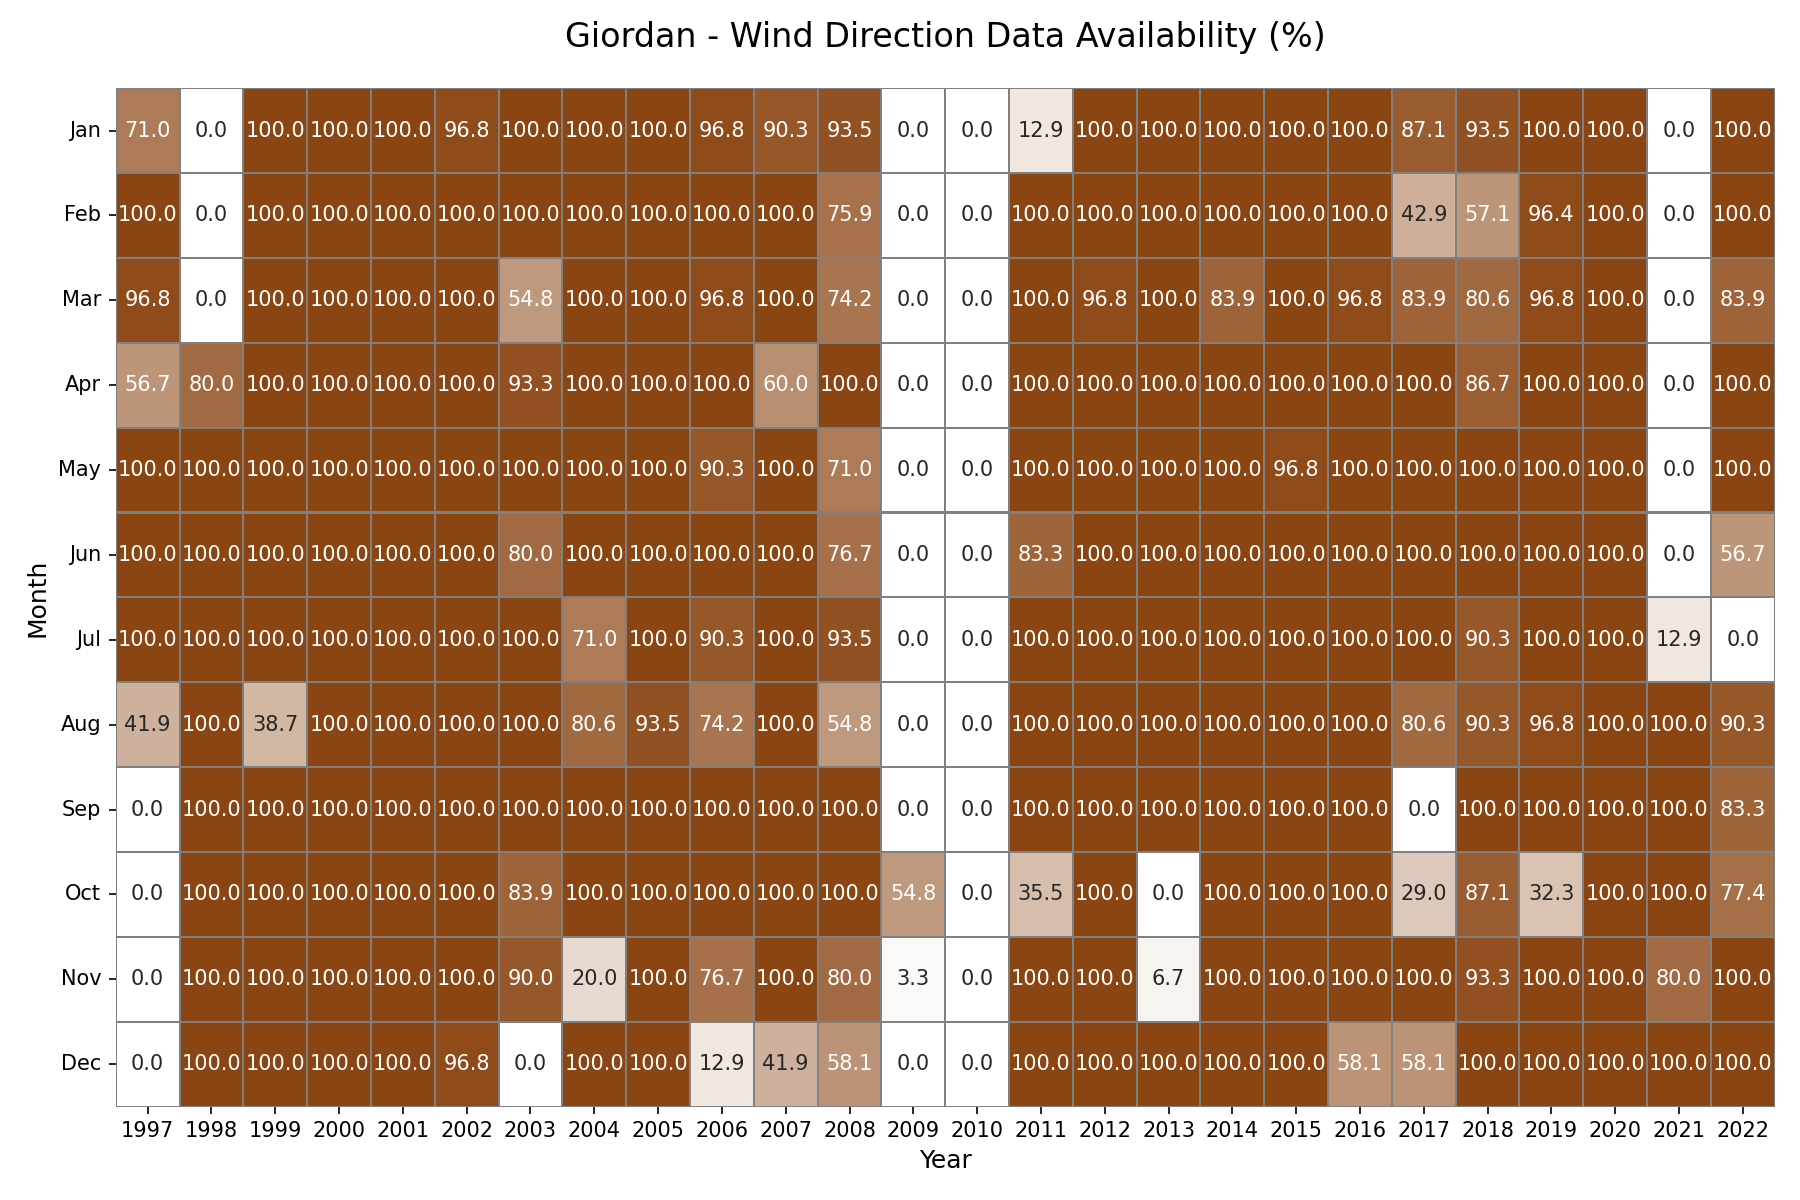 Giordan - Wind Direction Data Availability (%)
Month
Jan 71.0 0.0 100.0 100.0 100.0 96.8 100.0 100.0 100.0 96.8 90.3 93.5 0.0 0.0 12.9 100.0 100.0 100.0 100.0 100.0 87.1 93.5 100.0 100.0 0.0 100.0
Feb 100.0 0.0 100.0 100.0 100.0 100.0 100.0 100.0 100.0 100.0 100.0 75.9 0.0 0.0 100.0 100.0 100.0 100.0 100.0 100.0 42.9 57.1 96.4 100.0 0.0 100.0
Mar 96.8 0.0 100.0 100.0 100.0 100.0 54.8 100.0 100.0 96.8 100.0 74.2 0.0 0.0 100.0 96.8 100.0 83.9 100.0 96.8 83.9 80.6 96.8 100.0 0.0 83.9
Apr 56.7 80.0 100.0 100.0 100.0 100.0 93.3 100.0 100.0 100.0 60.0 100.0 0.0 0.0 100.0 100.0 100.0 100.0 100.0 100.0 100.0 86.7 100.0 100.0 0.0 100.0
May 100.0 100.0 100.0 100.0 100.0 100.0 100.0 100.0 100.0 90.3 100.0 71.0 0.0 0.0 100.0 100.0 100.0 100.0 96.8 100.0 100.0 100.0 100.0 100.0 0.0 100.0
Jun 100.0 100.0 100.0 100.0 100.0 100.0 80.0 100.0 100.0 100.0 100.0 76.7 0.0 0.0 83.3 100.0 100.0 100.0 100.0 100.0 100.0 100.0 100.0 100.0 0.0 56.7
Jul 100.0 100.0 100.0 100.0 100.0 100.0 100.0 71.0 100.0 90.3 100.0 93.5 0.0 0.0 100.0 100.0 100.0 100.0 100.0 100.0 100.0 90.3 100.0 100.0 12.9 0.0
Aug 41.9 100.0 38.7 100.0 100.0 100.0 100.0 80.6 93.5 74.2 100.0 54.8 0.0 0.0 100.0 100.0 100.0 100.0 100.0 100.0 80.6 90.3 96.8 100.0 100.0 90.3
Sep 0.0 100.0 100.0 100.0 100.0 100.0 100.0 100.0 100.0 100.0 100.0 100.0 0.0 0.0 100.0 100.0 100.0 100.0 100.0 100.0 0.0 100.0 100.0 100.0 100.0 83.3
Oct 0.0 100.0 100.0 100.0 100.0 100.0 83.9 100.0 100.0 100.0 100.0 100.0 54.8 0.0 35.5 100.0 0.0 100.0 100.0 100.0 29.0 87.1 32.3 100.0 100.0 77.4
Nov 0.0 100.0 100.0 100.0 100.0 100.0 90.0 20.0 100.0 76.7 100.0 80.0 3.3 0.0 100.0 100.0 6.7 100.0 100.0 100.0 100.0 93.3 100.0 100.0 80.0 100.0
Dec 0.0 100.0 100.0 100.0 100.0 96.8 0.0 100.0 100.0 12.9 41.9 58.1 0.0 0.0 100.0 100.0 100.0 100.0 100.0 58.1 58.1 100.0 100.0 100.0 100.0 100.0
1997 1998 1999 2000 2001 2002 2003 2004 2005 2006 2007 2008 2009 2010 2011 2012 2013 2014 2015 2016 2017 2018 2019 2020 2021 2022
Year